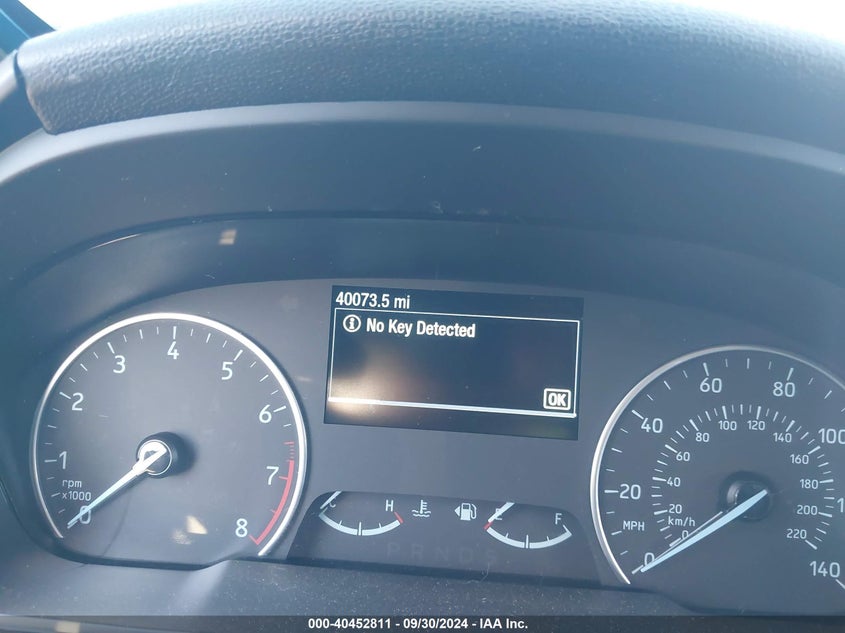 40073.5 mi
No Key Detected
OK
0 1 2 3 4 5 6 7 8
rpm
x1000
H
E F
PRNDS
0 20 40 60 80 100 140
MPH
0 20 40 60 80 100 120 140 160 180 200 220
km/h
000-40452811 - 09/30/2024 - IAA Inc.